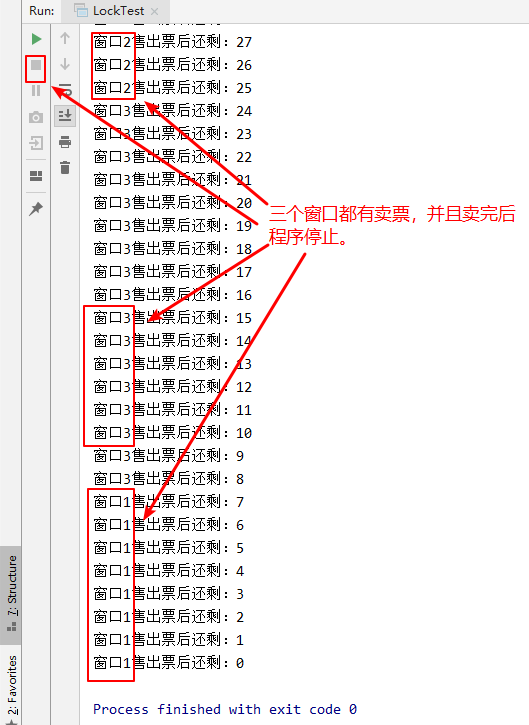 Run: LockTest
窗口2售出票后还剩：27
窗口2售出票后还剩：26
窗口2售出票后还剩：25
窗口3售出票后还剩：24
窗口3售出票后还剩：23
窗口3售出票后还剩：22
窗口3售出票后还剩：21
窗口3售出票后还剩：20
窗口3售出票后还剩：19
窗口3售出票后还剩：18
窗口3售出票后还剩：17
窗口3售出票后还剩：16
窗口3售出票后还剩：15
窗口3售出票后还剩：14
窗口3售出票后还剩：13
窗口3售出票后还剩：12
窗口3售出票后还剩：11
窗口3售出票后还剩：10
窗口3售出票后还剩：9
窗口3售出票后还剩：8
窗口1售出票后还剩：7
窗口1售出票后还剩：6
窗口1售出票后还剩：5
窗口1售出票后还剩：4
窗口1售出票后还剩：3
窗口1售出票后还剩：2
窗口1售出票后还剩：1
窗口1售出票后还剩：0
Process finished with exit code 0
三个窗口都有卖票，并且卖完后
程序停止。
7: Structure
2: Favorites